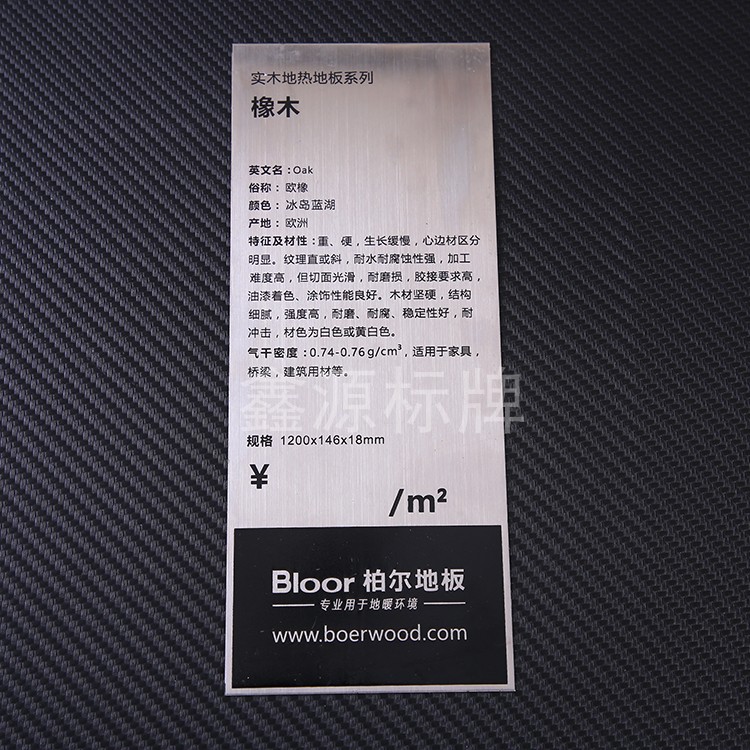 实木地热地板系列
橡木
英文名：Oak
俗称：欧橡
颜色：冰岛蓝湖
产地：欧洲
特征及材性：重、硬，生长缓慢，心边材区分
明显。纹理直或斜，耐水耐腐蚀性强，加工
难度高，但切面光滑，耐磨损，胶接要求高，
油漆着色、涂饰性能良好。木材坚硬，结构
细腻，强度高，耐磨、耐腐、稳定性好，耐
冲击，材色为白色或黄白色。
气干密度：0.74-0.76g/cm³，适用于家具，
桥梁，建筑用材等。
鑫源标牌
规格 1200x146x18mm
¥
/m²
Bloor 柏尔地板
专业用于地暖环境
www.boerwood.com